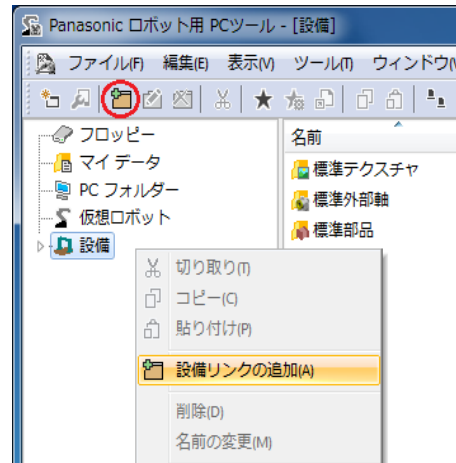 Panasonic ロボット用 PCツール - [設備]
ファイル(F) 編集(E) 表示(V) ツール(T) ウィンドウ(W
フロッピー
マイ データ
PC フォルダー
仮想ロボット
設備
名前
標準テクスチャ
標準外部軸
標準部品
切り取り(T)
コピー(C)
貼り付け(P)
設備リンクの追加(A)
削除(D)
名前の変更(M)